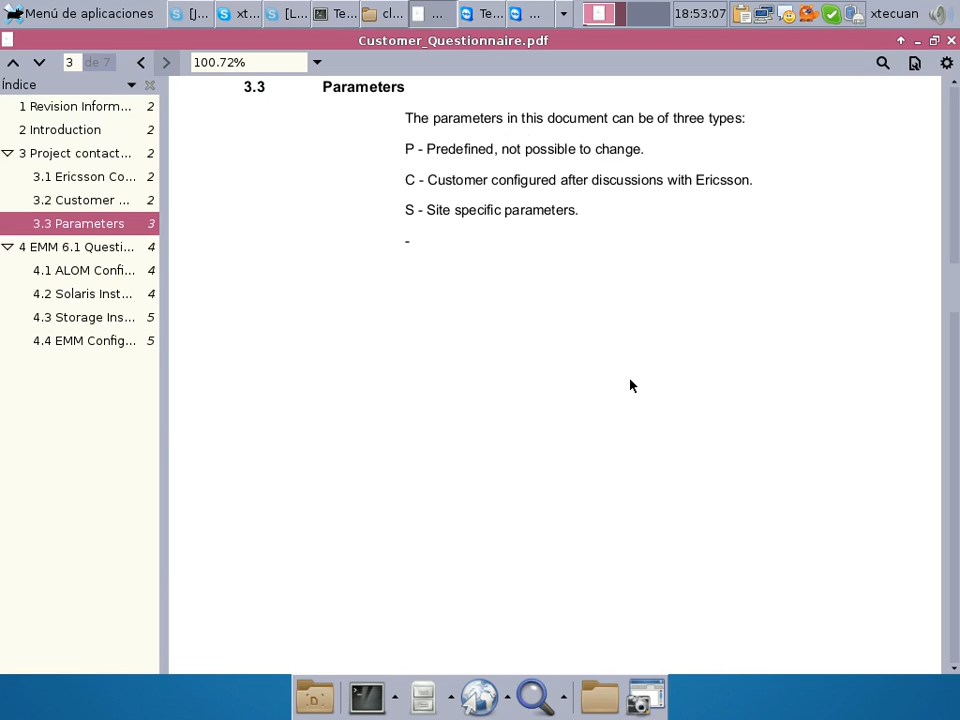 Menú de aplicaciones [J... xt... [L... Te... cl... ... Te... ... 18:53:07 xtecuan
Customer_Questionnaire.pdf
3 de 7 100.72%
Índice
1 Revision Inform... 2
2 Introduction 2
3 Project contact... 2
3.1 Ericsson Co... 2
3.2 Customer ... 2
3.3 Parameters 3
4 EMM 6.1 Questi... 4
4.1 ALOM Confi... 4
4.2 Solaris Inst... 4
4.3 Storage Ins... 5
4.4 EMM Config... 5
3.3 Parameters
The parameters in this document can be of three types:
P - Predefined, not possible to change.
C - Customer configured after discussions with Ericsson.
S - Site specific parameters.
-